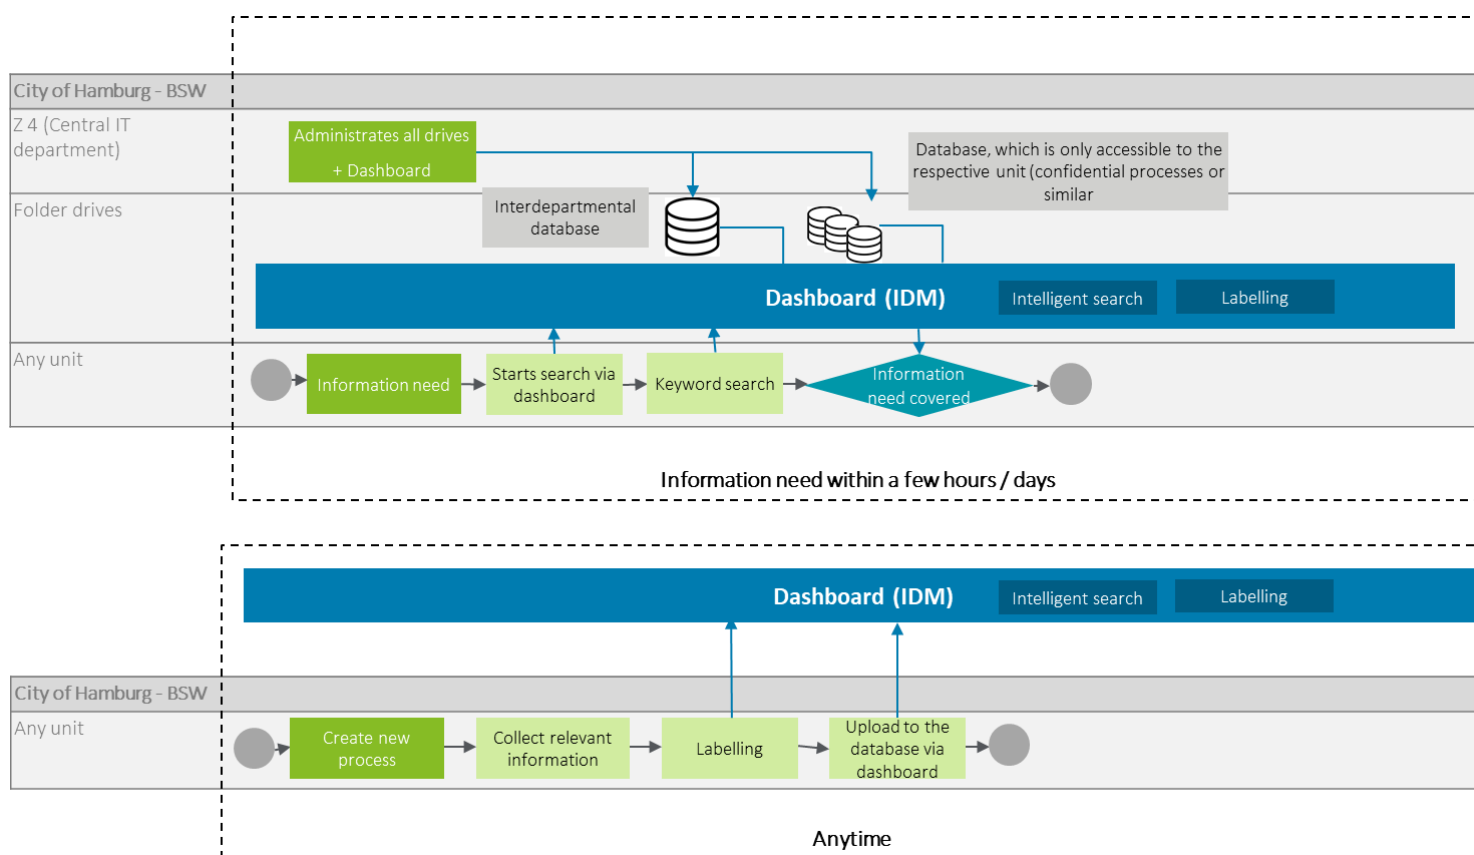 City of Hamburg - BSW
Z 4 (Central IT
department)
Administrates all drives
+ Dashboard
Database, which is only accessible to the
respective unit (confidential processes or
similar
Folder drives
Interdepartmental
database
Dashboard (IDM)
Intelligent search
Labelling
Any unit
Information need
Starts search via
dashboard
Keyword search
Information
need covered
Information need within a few hours / days
Dashboard (IDM)
Intelligent search
Labelling
City of Hamburg - BSW
Any unit
Create new
process
Collect relevant
information
Labelling
Upload to the
database via
dashboard
Anytime